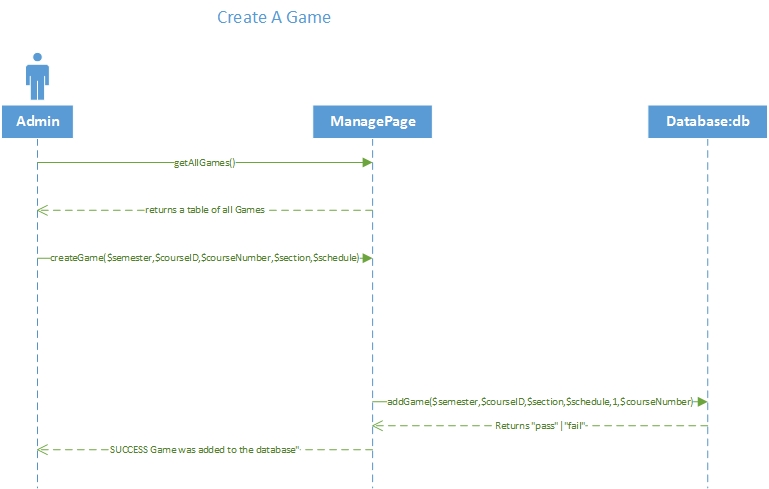 Create A Game
Admin
ManagePage
Database:db
getAllGames()
returns a table of all Games
createGame($semester,$courseID,$courseNumber,$section,$schedule)
addGame($semester,$courseID,$section,$schedule,1,$courseNumber)
Returns "pass" | "fail"
SUCCESS Game was added to the database"